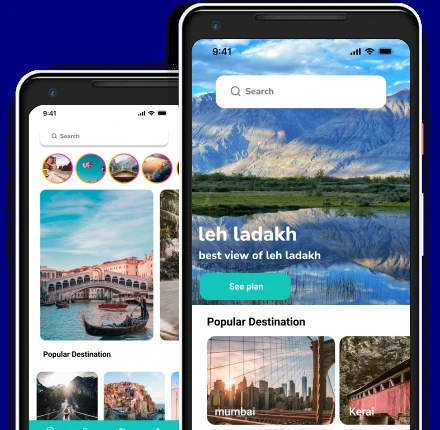 9:41
Search
Popular Destination
9:41
Search
leh ladakh
best view of leh ladakh
See plan
Popular Destination
mumbai
Keral